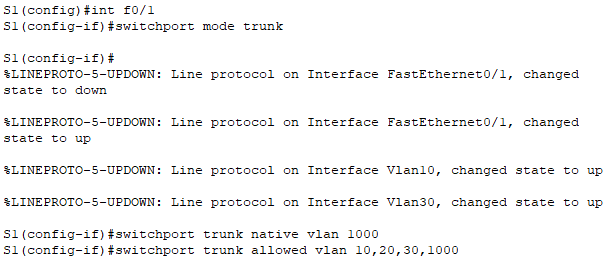 S1(config)#int f0/1
S1(config-if)#switchport mode trunk
S1(config-if)#
%LINEPROTO-5-UPDOWN: Line protocol on Interface FastEthernet0/1, changed
state to down
%LINEPROTO-5-UPDOWN: Line protocol on Interface FastEthernet0/1, changed
state to up
%LINEPROTO-5-UPDOWN: Line protocol on Interface Vlan10, changed state to up
%LINEPROTO-5-UPDOWN: Line protocol on Interface Vlan30, changed state to up
S1(config-if)#switchport trunk native vlan 1000
S1(config-if)#switchport trunk allowed vlan 10,20,30,1000